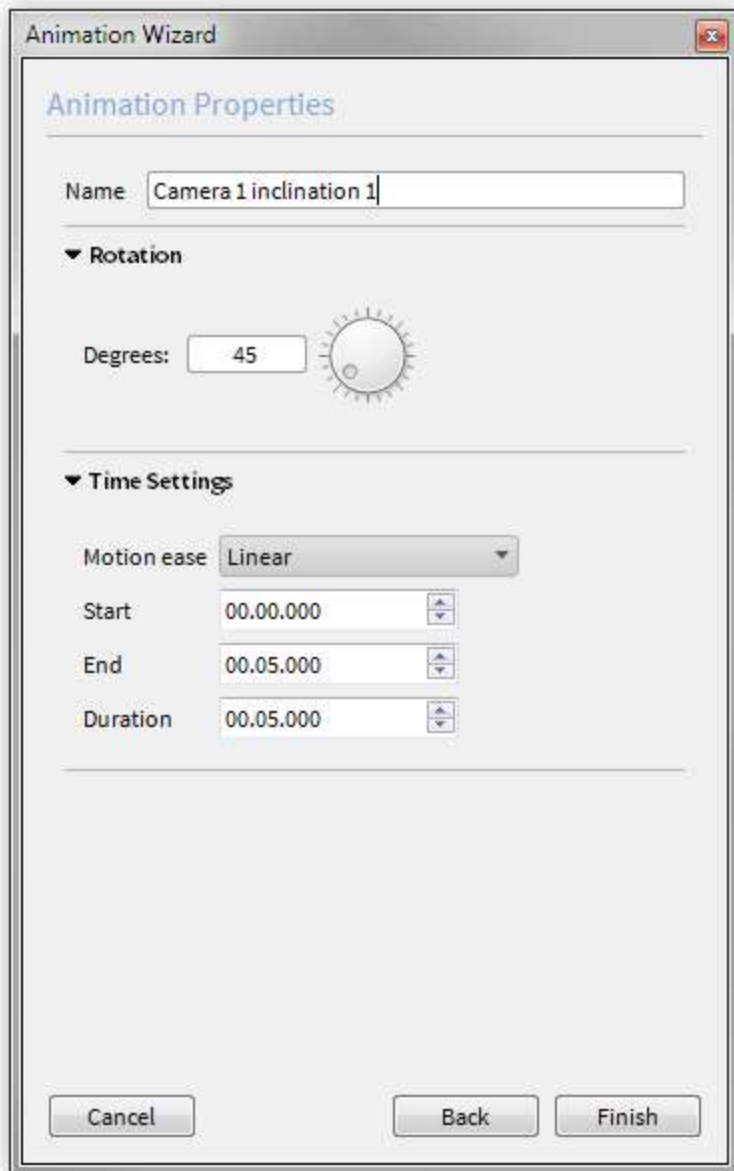 Animation Wizard
Animation Properties
Name Camera 1 inclination 1
Rotation
Degrees: 45
Time Settings
Motion ease Linear
Start 00.00.000
End 00.05.000
Duration 00.05.000
Cancel Back Finish